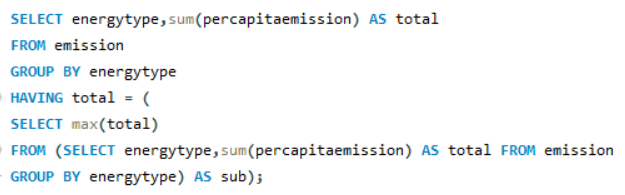 SELECT energytype,sum(percapitaemission) AS total
FROM emission
GROUP BY energytype
HAVING total = (
SELECT max(total)
FROM (SELECT energytype,sum(percapitaemission) AS total FROM emission
GROUP BY energytype) AS sub);